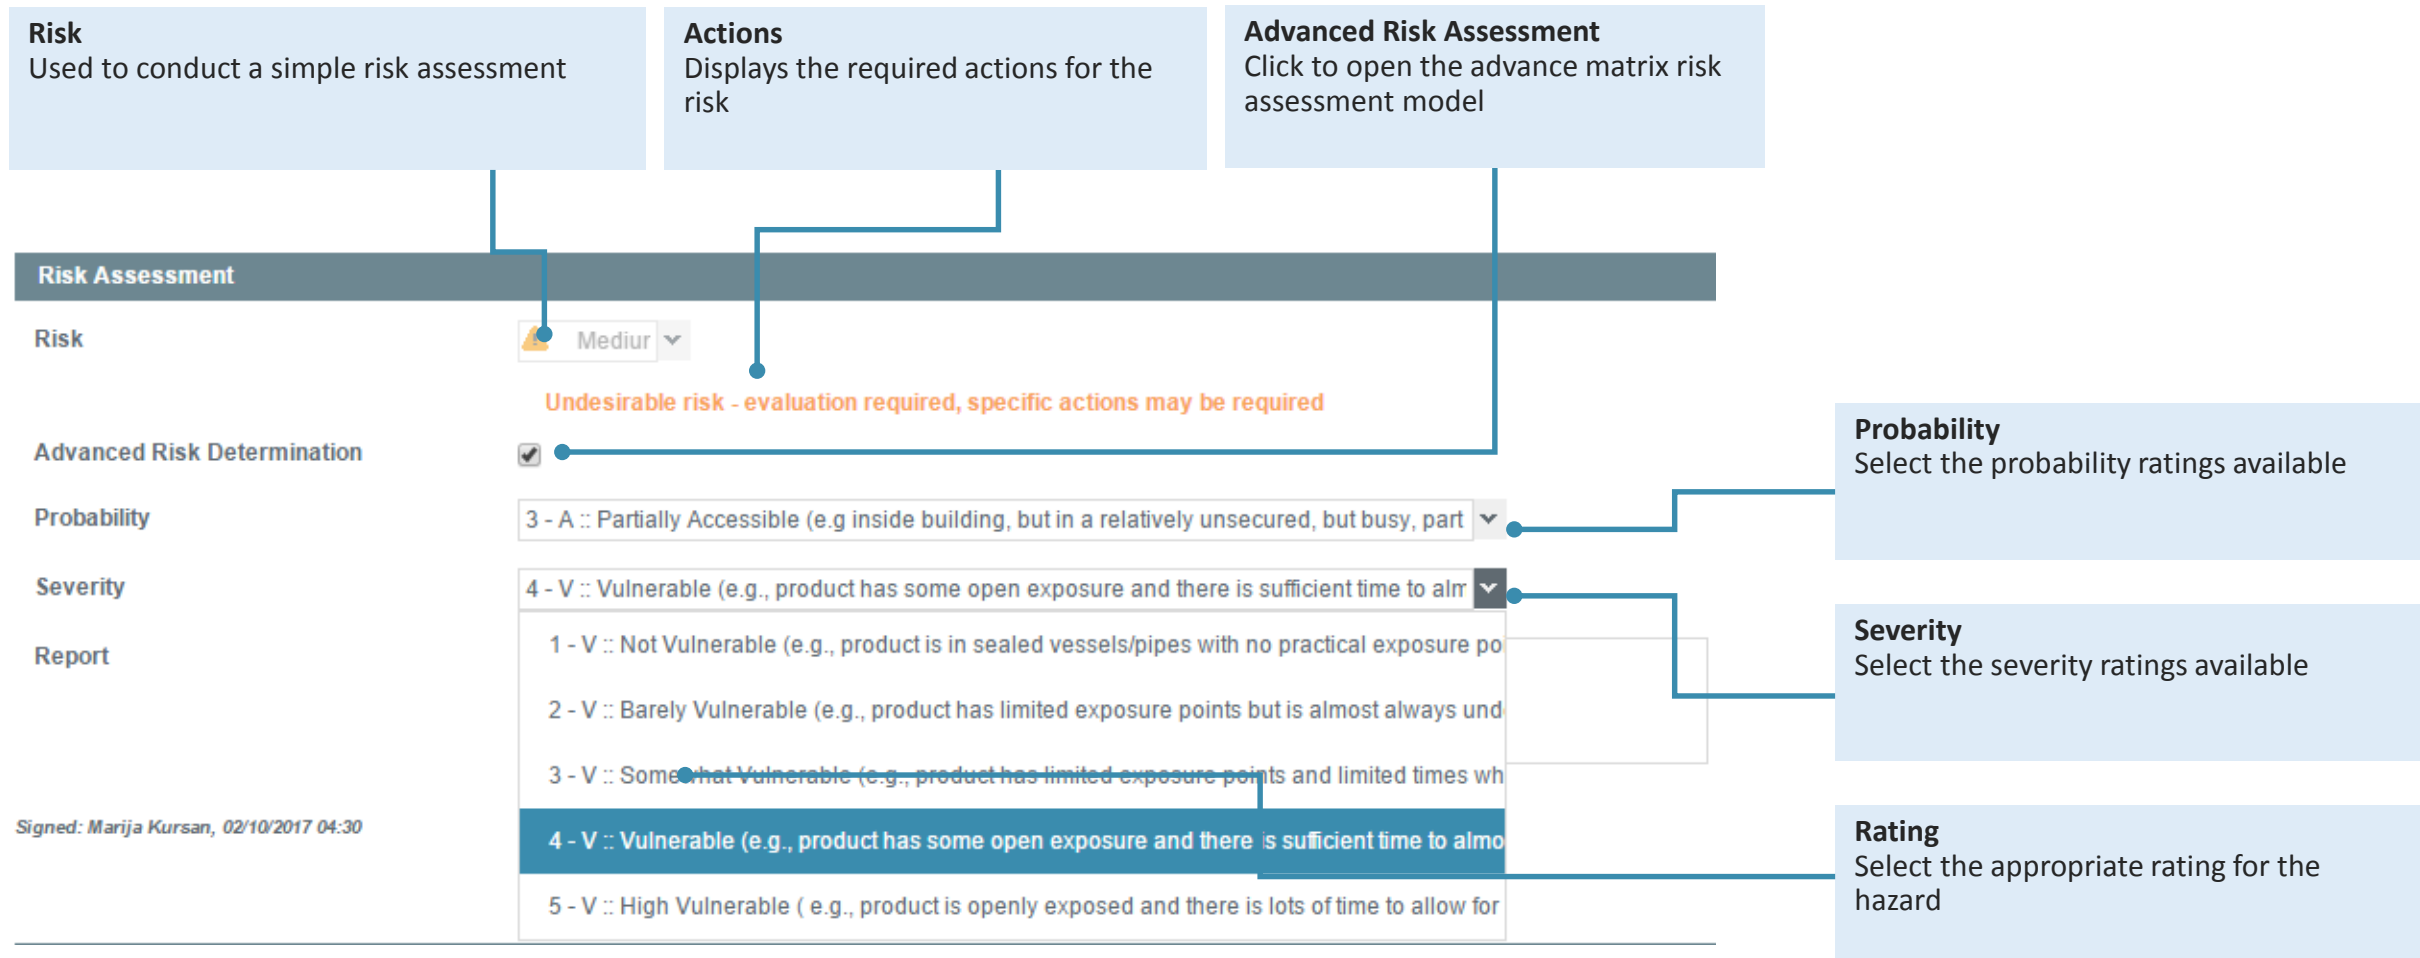 Risk
Used to conduct a simple risk assessment
Actions
Displays the required actions for the
risk
Advanced Risk Assessment
Click to open the advance matrix risk
assessment model
Risk Assessment
Risk
Mediur
Undesirable risk - evaluation required, specific actions may be required
Advanced Risk Determination
Probability
3 - A :: Partially Accessible (e.g inside building, but in a relatively unsecured, but busy, part
Severity
4 - V :: Vulnerable (e.g., product has some open exposure and there is sufficient time to alm
Report
1 - V :: Not Vulnerable (e.g., product is in sealed vessels/pipes with no practical exposure po
2 - V :: Barely Vulnerable (e.g., product has limited exposure points but is almost always und
3 - V :: Somewhat Vulnerable (e.g., product has limited exposure points and limited times wh
4 - V :: Vulnerable (e.g., product has some open exposure and there is sufficient time to almo
5 - V :: High Vulnerable ( e.g., product is openly exposed and there is lots of time to allow for
Signed: Marija Kursan, 02/10/2017 04:30
Probability
Select the probability ratings available
Severity
Select the severity ratings available
Rating
Select the appropriate rating for the
hazard